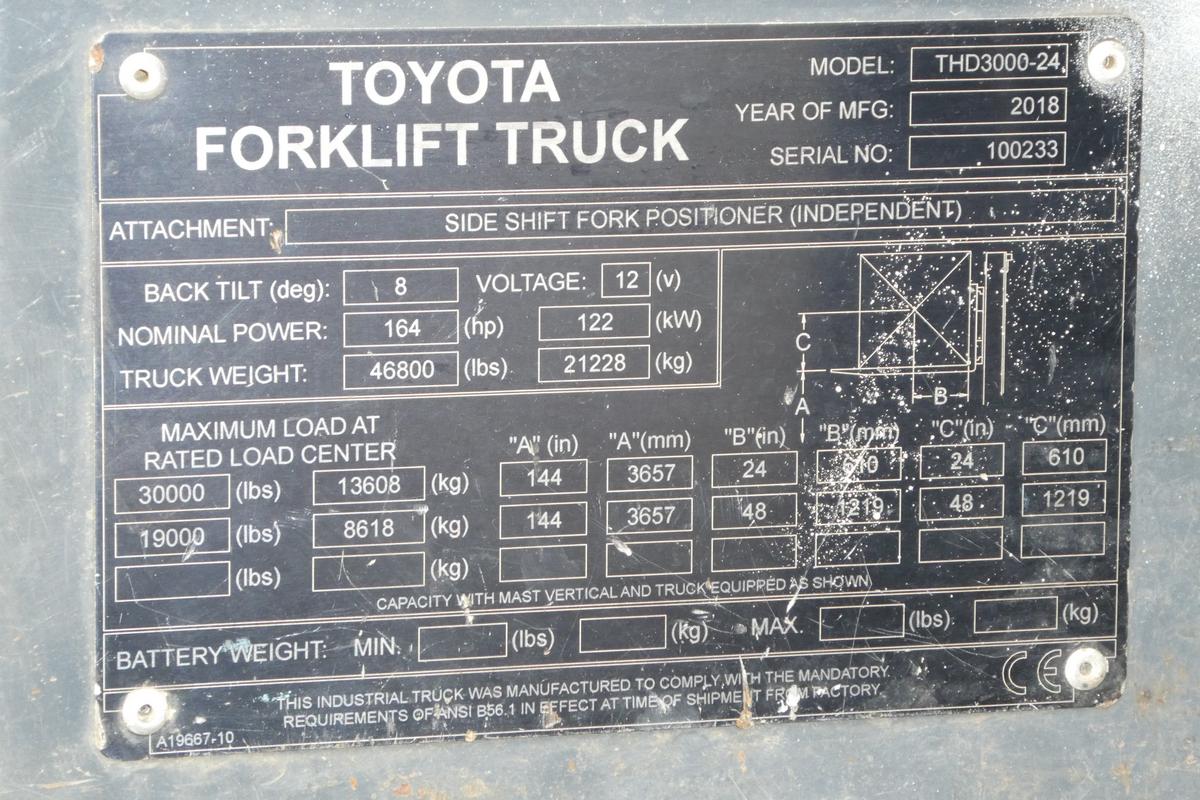 TOYOTA
FORKLIFT TRUCK
MODEL: THD3000-24
YEAR OF MFG: 2018
SERIAL NO: 100233
ATTACHMENT: SIDE SHIFT FORK POSITIONER (INDEPENDENT)
BACK TILT (deg): 8 VOLTAGE: 12 (v)
NOMINAL POWER: 164 (hp) 122 (kW)
TRUCK WEIGHT: 46800 (lbs) 21228 (kg)
C
B
A
MAXIMUM LOAD AT
RATED LOAD CENTER
"A" (in) "A"(mm) "B"(in) "B"(mm) "C"(in) "C"(mm)
30000 (lbs) 13608 (kg) 144 3657 24 610 24 610
19000 (lbs) 8618 (kg) 144 3657 48 1219 48 1219
(lbs) (kg)
CAPACITY WITH MAST VERTICAL AND TRUCK EQUIPPED AS SHOWN
BATTERY WEIGHT: MIN. (lbs) (kg) MAX. (lbs) (kg)
THIS INDUSTRIAL TRUCK WAS MANUFACTURED TO COMPLY WITH THE MANDATORY
REQUIREMENTS OF ANSI B56.1 IN EFFECT AT TIME OF SHIPMENT FROM FACTORY.
CE
A19667-10